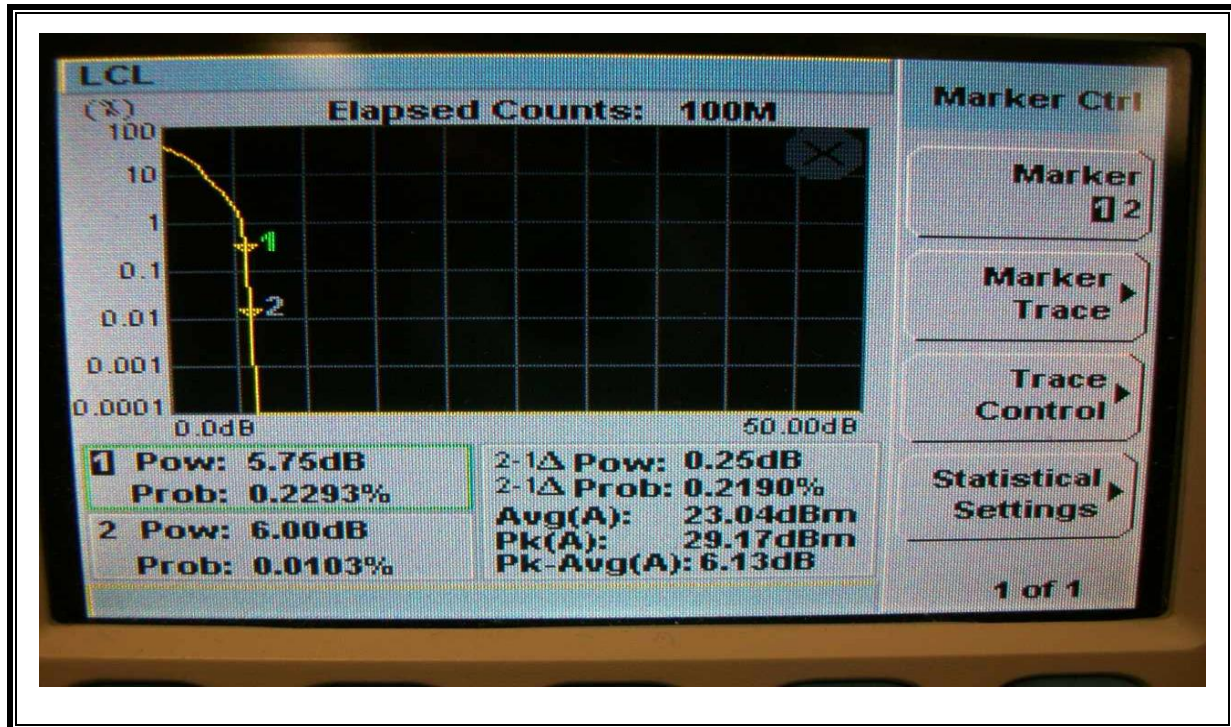 LCL
(%)
Elapsed Counts: 100M
100
10
1
0.1
0.01
0.001
0.0001
1
2
0.0dB
50.00dB
1 Pow: 5.75dB
Prob: 0.2293%
2 Pow: 6.00dB
Prob: 0.0103%
2-1Δ Pow: 0.25dB
2-1Δ Prob: 0.2190%
Avg(A): 23.04dBm
Pk(A): 29.17dBm
Pk-Avg(A): 6.13dB
Marker Ctrl
Marker
1 2
Marker
Trace
Trace
Control
Statistical
Settings
1 of 1